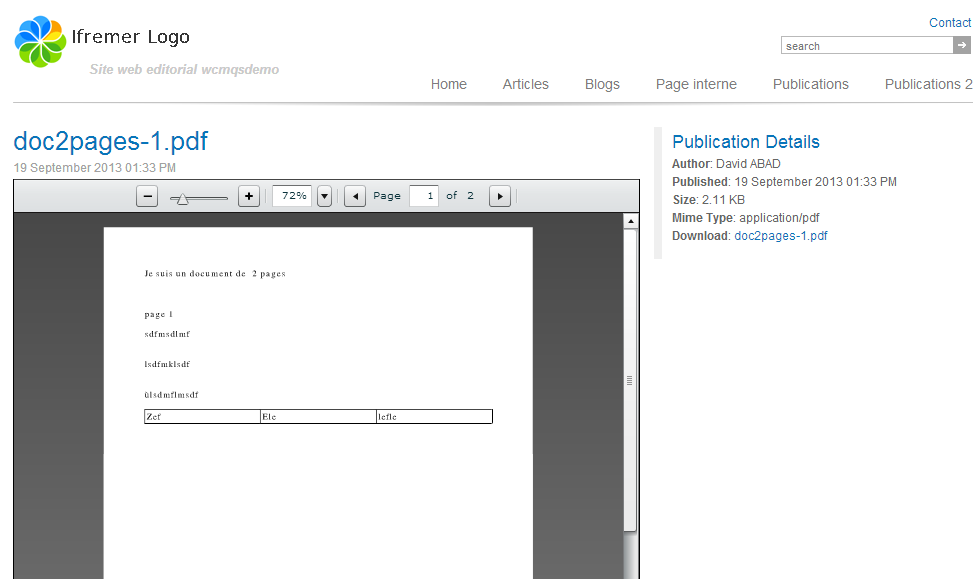 Contact
Ifremer Logo
search
Site web editorial wcmqsdemo
Home Articles Blogs Page interne Publications Publications 2
doc2pages-1.pdf
19 September 2013 01:33 PM
72% Page 1 of 2
Je suis un document de 2 pages
page 1
sdfmsdlmf
lsdfmklsdf
ùlsdmflmsdf
Zef Ele lefle
Publication Details
Author: David ABAD
Published: 19 September 2013 01:33 PM
Size: 2.11 KB
Mime Type: application/pdf
Download: doc2pages-1.pdf